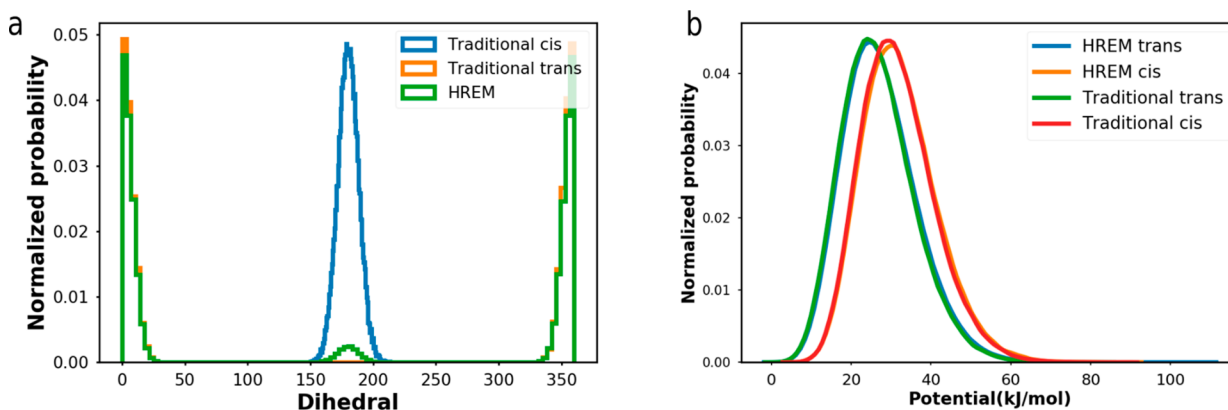 a
Normalized probability
0.05
0.04
0.03
0.02
0.01
0.00
0
50
100
150
200
250
300
350
Dihedral
Traditional cis
Traditional trans
HREM
b
Normalized probability
0.04
0.03
0.02
0.01
0.00
0
20
40
60
80
100
Potential(kJ/mol)
HREM trans
HREM cis
Traditional trans
Traditional cis